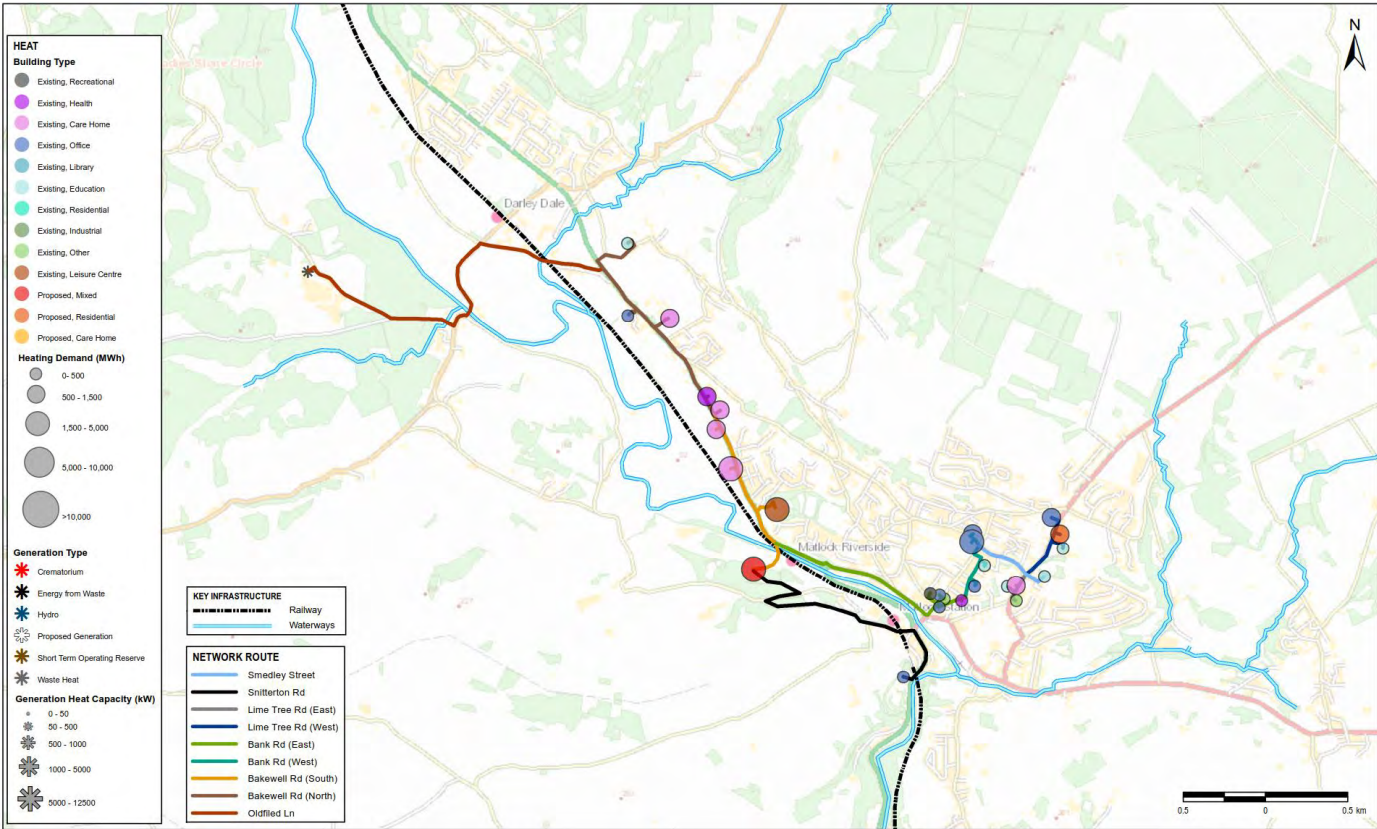 HEAT
Building Type
Existing, Recreational
Existing, Health
Existing, Care Home
Existing, Office
Existing, Library
Existing, Education
Existing, Residential
Existing, Industrial
Existing, Other
Existing, Leisure Centre
Proposed, Mixed
Proposed, Residential
Proposed, Care Home
Heating Demand (MWh)
0- 500
500 - 1,500
1,500 - 5,000
5,000 - 10,000
>10,000
Generation Type
Crematorium
Energy from Waste
Hydro
Proposed Generation
Short Term Operating Reserve
Waste Heat
Generation Heat Capacity (kW)
0 - 50
50 - 500
500 - 1000
1000 - 5000
5000 - 12500
KEY INFRASTRUCTURE
Railway
Waterways
NETWORK ROUTE
Smedley Street
Snitterton Rd
Lime Tree Rd (East)
Lime Tree Rd (West)
Bank Rd (East)
Bank Rd (West)
Bakewell Rd (South)
Bakewell Rd (North)
Oldfiled Ln
Stone Circle
Darley Dale
Matlock Riverside
Station
N
0.5 0 0.5 km